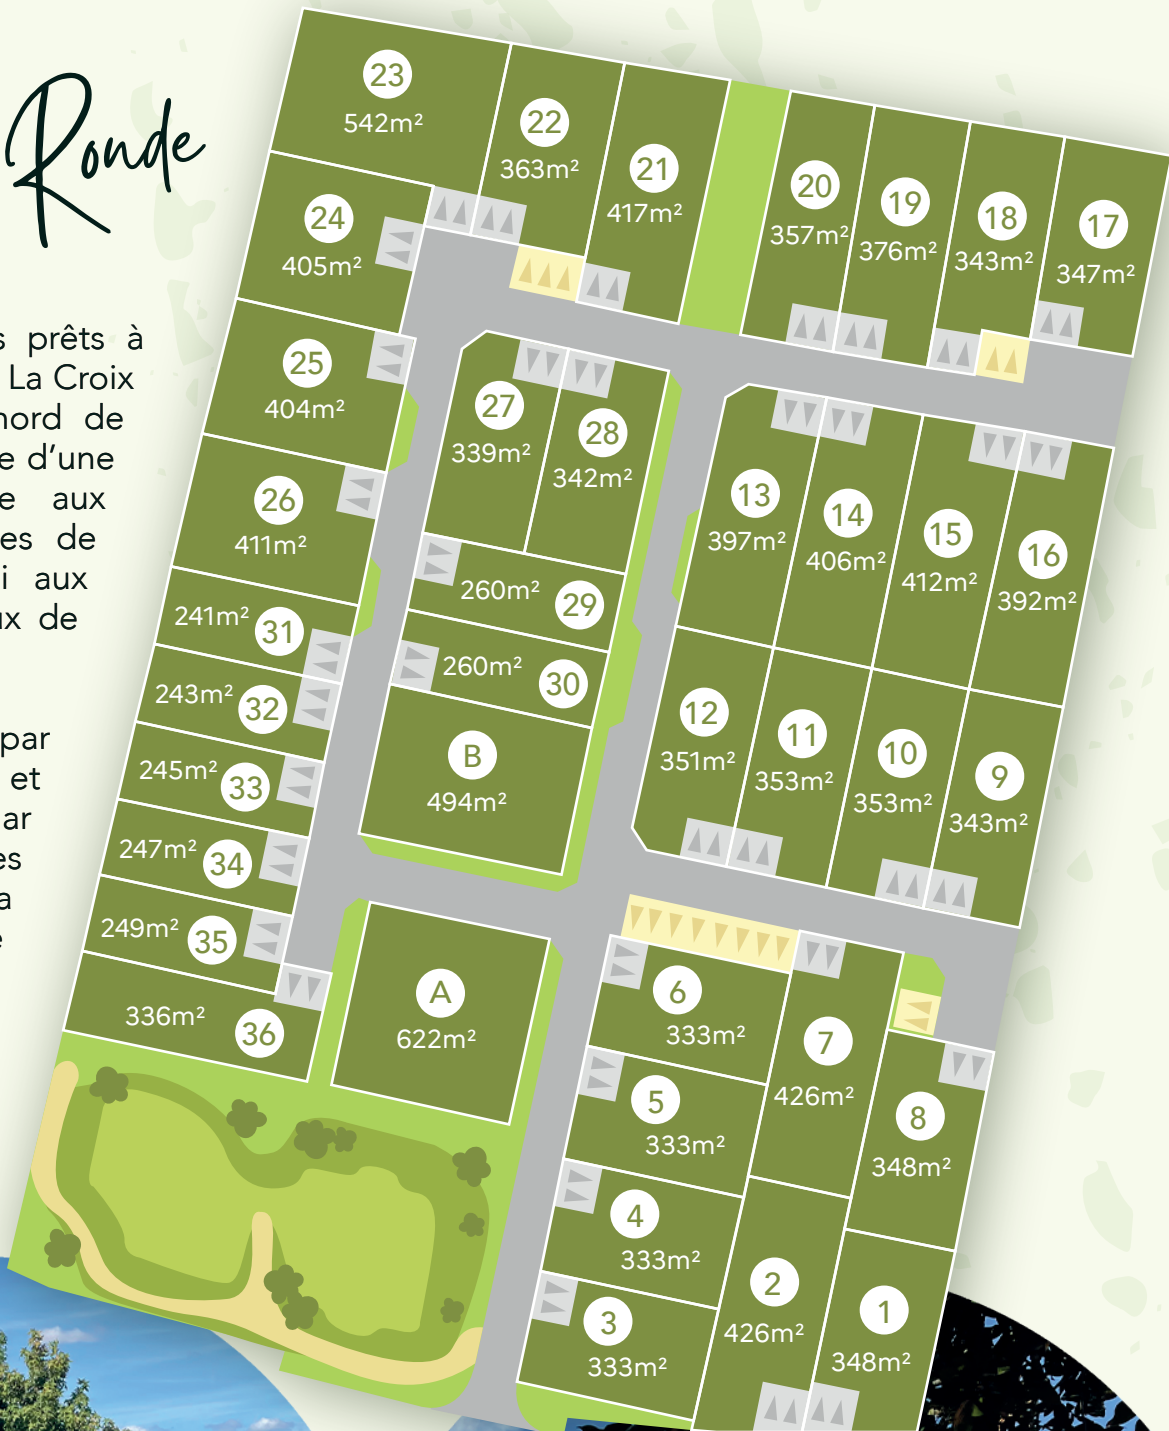 Ronde
prêts à
La Croix
nord de
e d'une
e aux
es de
i aux
ux de
par
et
ar
es
a
e
23
542m²
22
363m²
21
417m²
20
357m²
19
376m²
18
343m²
17
347m²
24
405m²
25
404m²
26
411m²
27
339m²
28
342m²
260m² 29
260m² 30
B
494m²
13
397m²
14
406m²
15
412m²
16
392m²
12
351m²
11
353m²
10
353m²
9
343m²
241m² 31
243m² 32
245m² 33
247m² 34
249m² 35
336m² 36
A
622m²
6
333m²
7
426m²
5
333m²
8
348m²
4
333m²
3
333m²
2
426m²
1
348m²